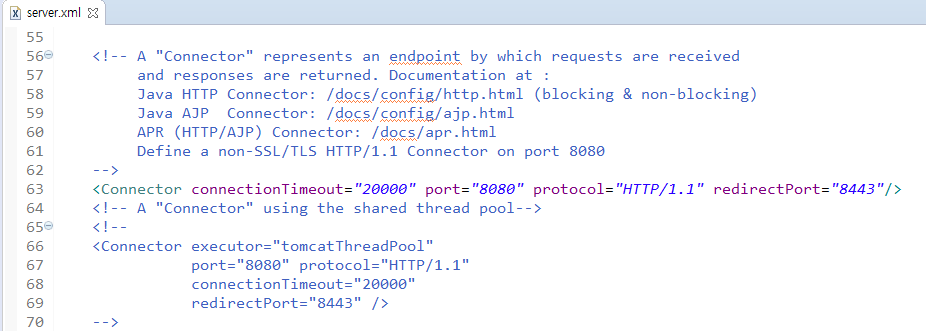 server.xml
55
56 <!-- A "Connector" represents an endpoint by which requests are received
57 and responses are returned. Documentation at :
58 Java HTTP Connector: /docs/config/http.html (blocking & non-blocking)
59 Java AJP  Connector: /docs/config/ajp.html
60 APR (HTTP/AJP) Connector: /docs/apr.html
61 Define a non-SSL/TLS HTTP/1.1 Connector on port 8080
62 -->
63 <Connector connectionTimeout="20000" port="8080" protocol="HTTP/1.1" redirectPort="8443"/>
64 <!-- A "Connector" using the shared thread pool-->
65 <!--
66 <Connector executor="tomcatThreadPool"
67 port="8080" protocol="HTTP/1.1"
68 connectionTimeout="20000"
69 redirectPort="8443" />
70 -->